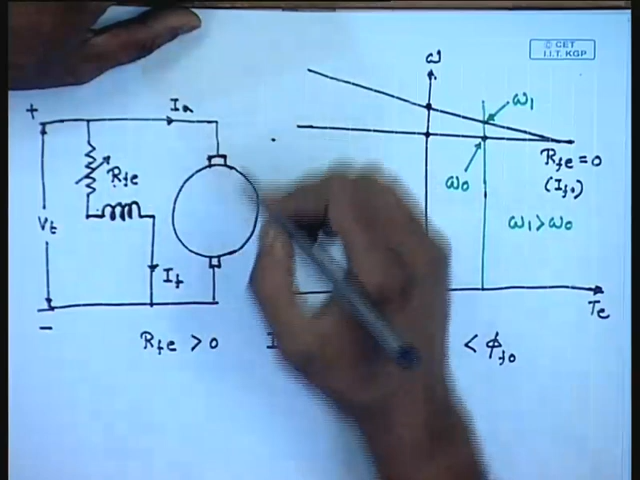 © CET
I.I.T. KGP
+
Ia
ω
ω1
Rfe
Rfe = 0
(If0)
ω0
Vt
ω1 > ω0
If
Te
−
Rfe > 0
< ϕf0